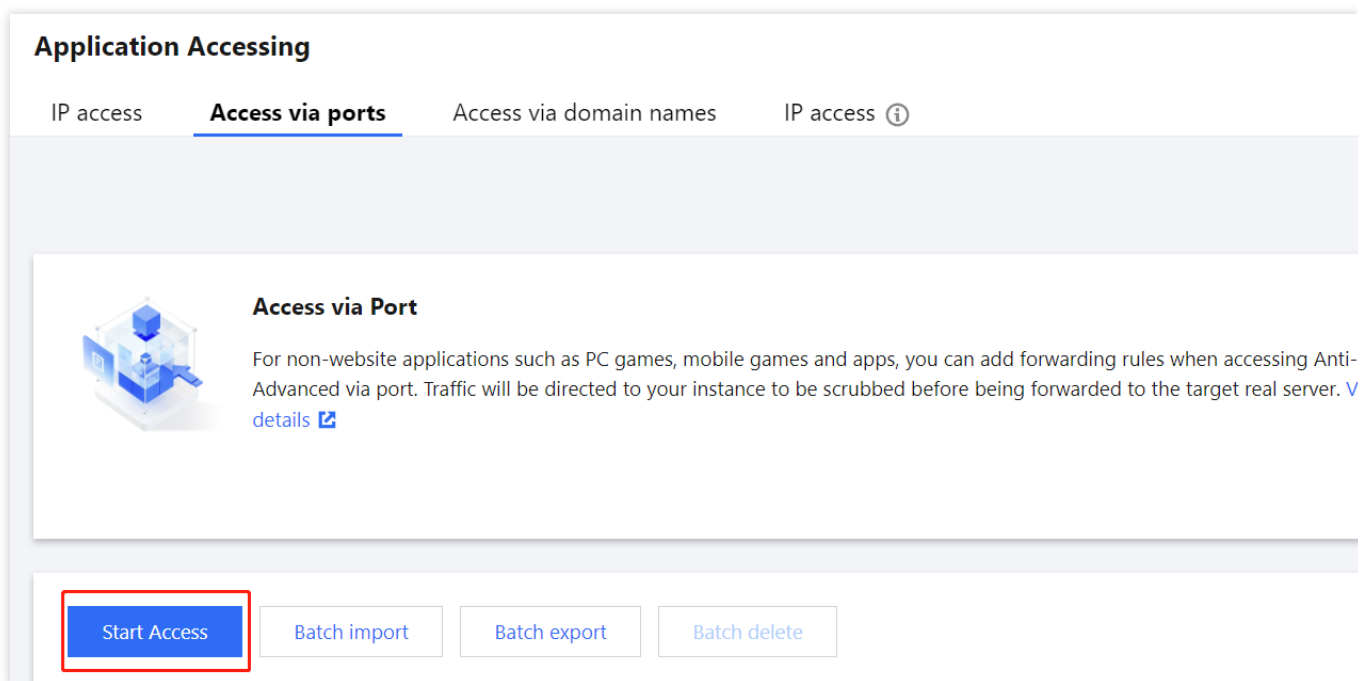 Application Accessing
IP access Access via ports Access via domain names IP access
Access via Port
For non-website applications such as PC games, mobile games and apps, you can add forwarding rules when accessing Anti-
Advanced via port. Traffic will be directed to your instance to be scrubbed before being forwarded to the target real server.
details
Start Access Batch import Batch export Batch delete